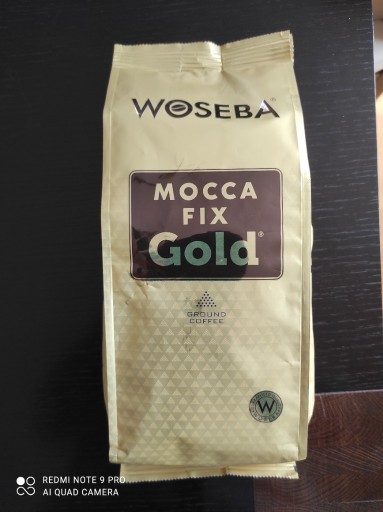 WOSEBA®
MOCCA
FIX
Gold®
GROUND
COFFEE
W
REDMI NOTE 9 PRO
AI QUAD CAMERA